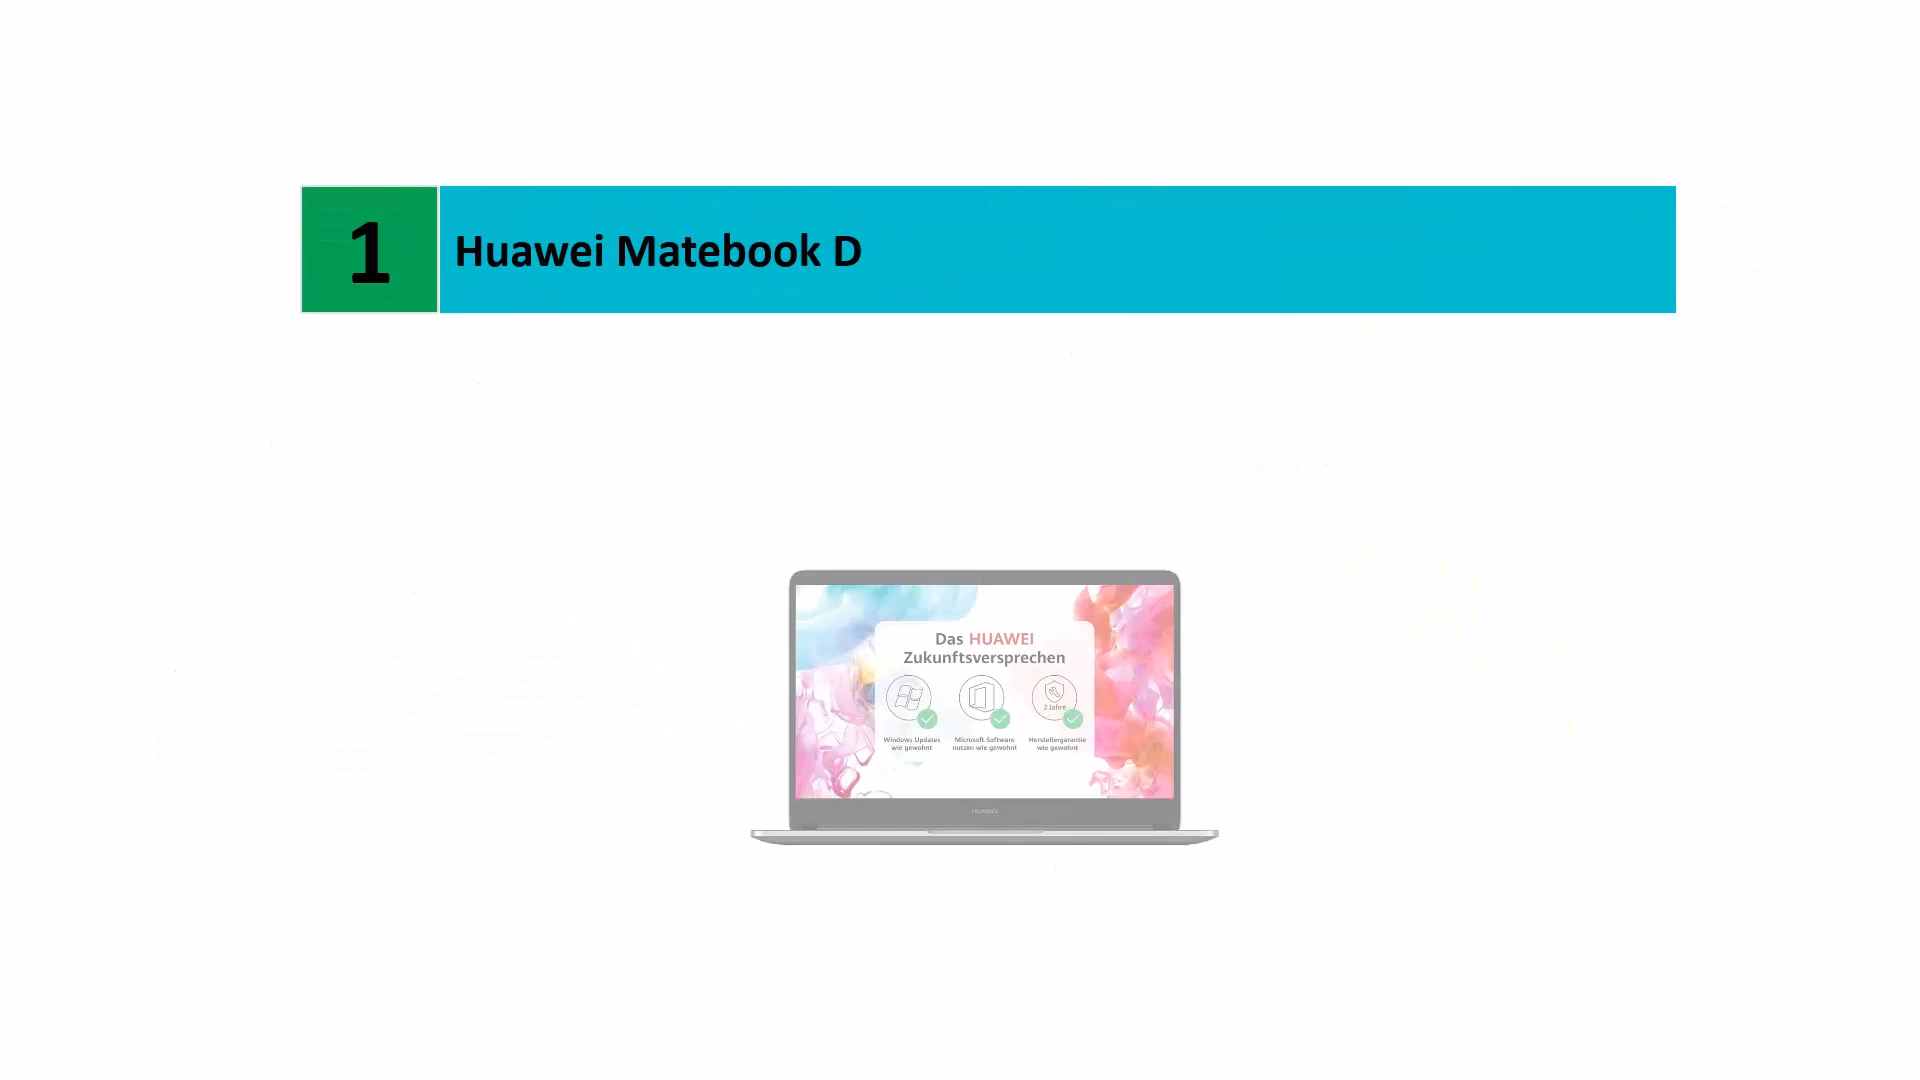 1
Huawei Matebook D
Das HUAWEI
Zukunftsversprechen
2 Jahre
Windows Updates
wie gewohnt
Microsoft Software
nutzen wie gewohnt
Herstellergarantie
wie gewohnt
HUAWEI